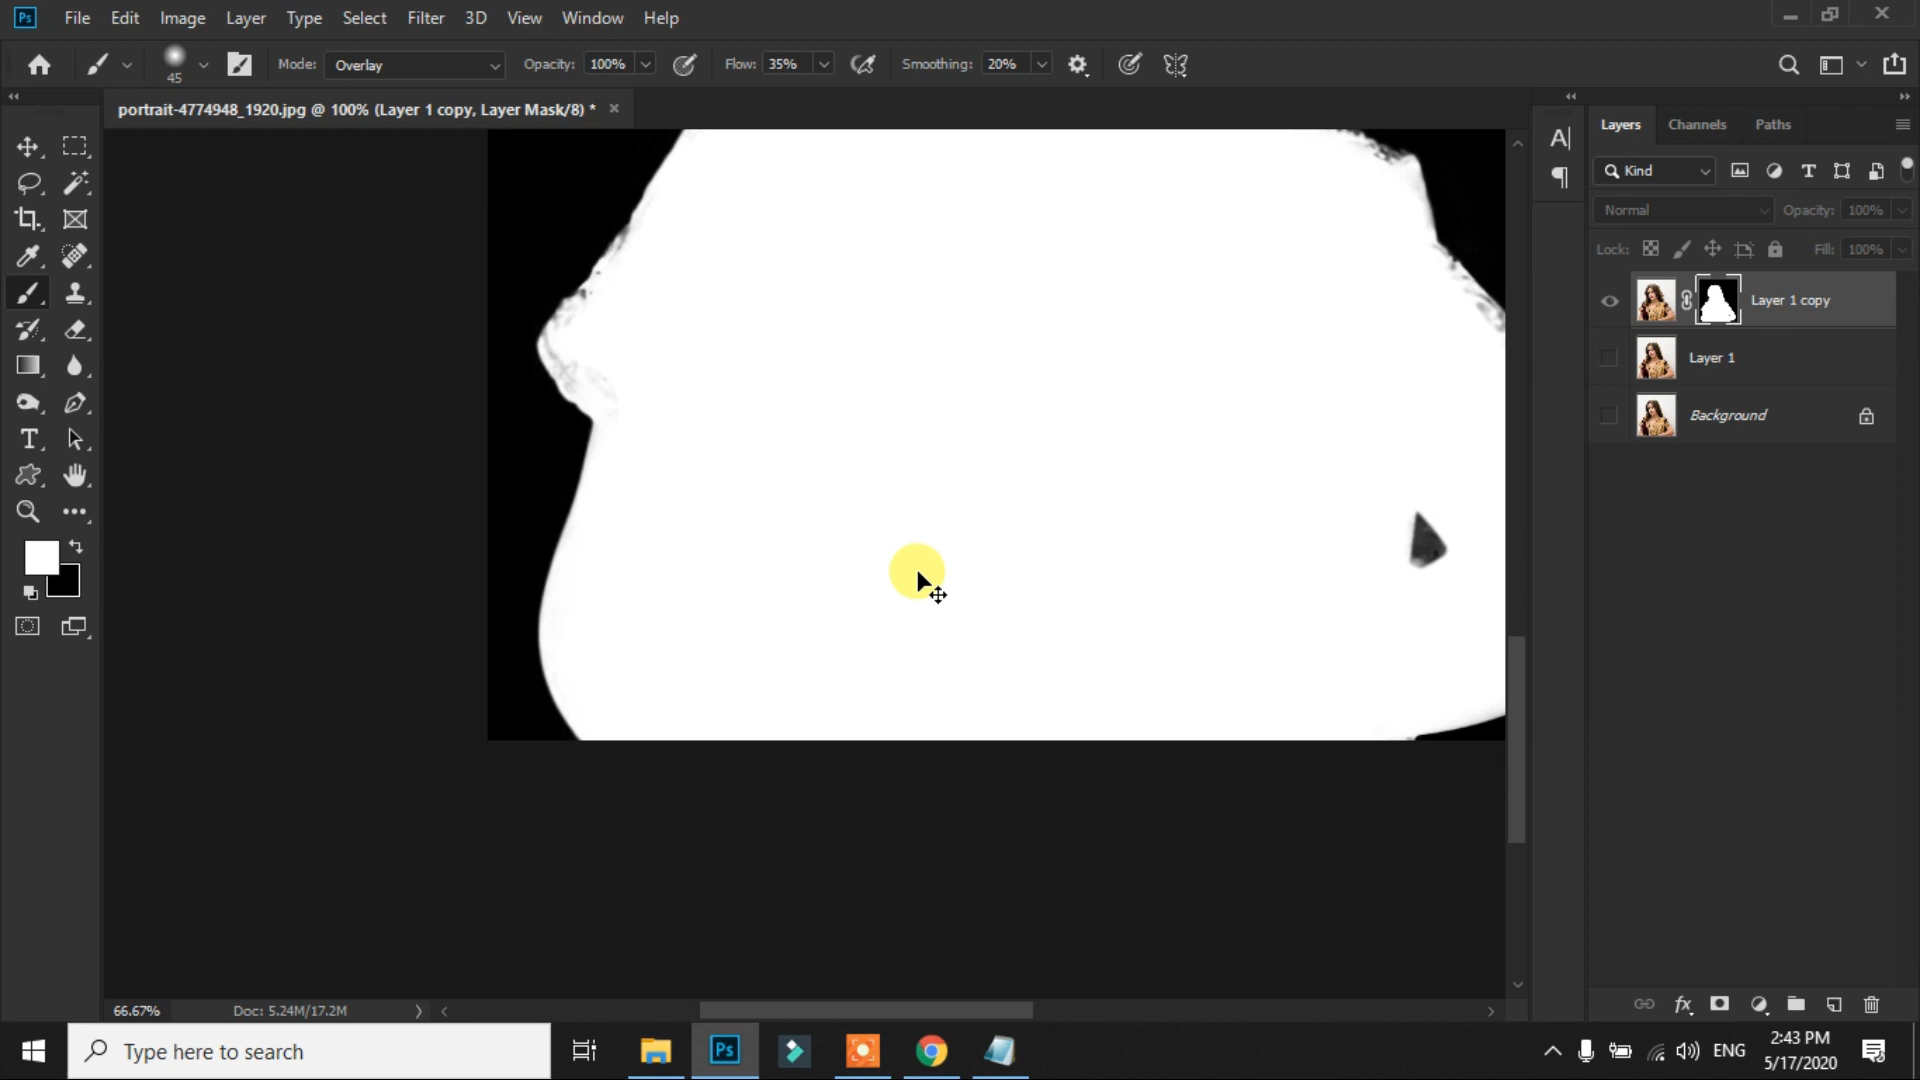 Ps File Edit Image Layer Type Select Filter 3D View Window Help
45 Mode: Overlay Opacity: 100% Flow: 35% Smoothing: 20%
portrait-4774948_1920.jpg @ 100% (Layer 1 copy, Layer Mask/8) *
Layers Channels Paths
Kind
Normal Opacity: 100%
Lock: Fill: 100%
Layer 1 copy
Layer 1
Background
66.67% Doc: 5.24M/17.2M
Type here to search
Ps
ENG
2:43 PM
5/17/2020